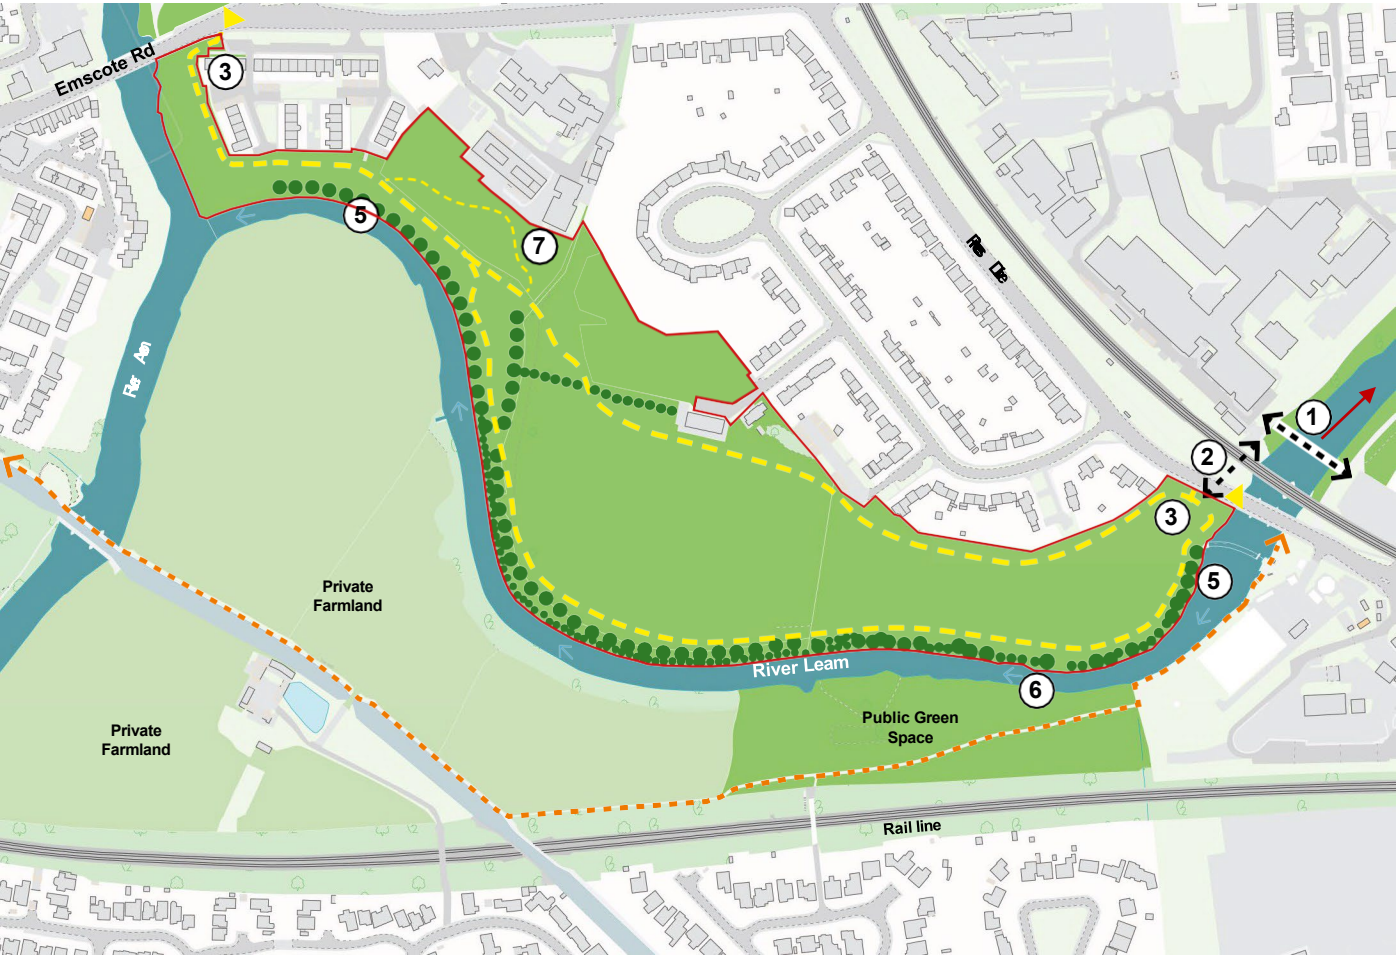 Emscote Rd
3
5
7
1
2
3
5
Private
Farmland
River Leam
6
Public Green
Space
Private
Farmland
Rail line